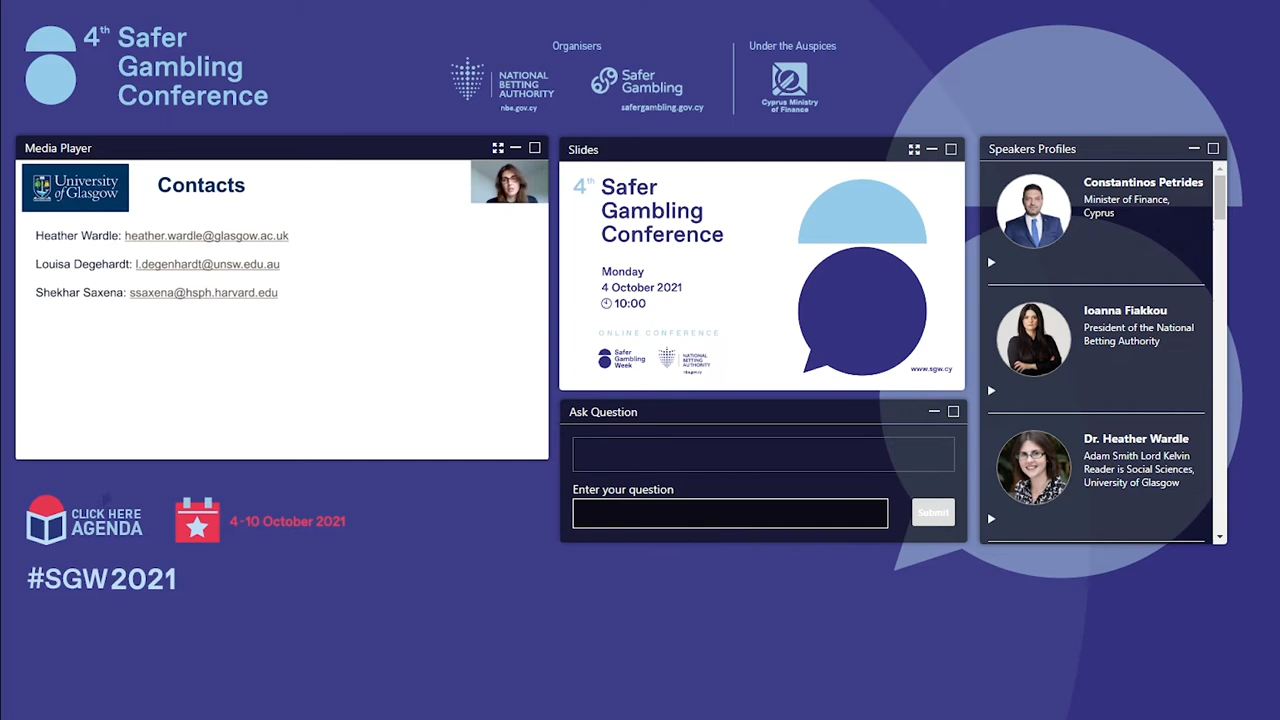 4th Safer
Gambling
Conference
Organisers
NATIONAL
BETTING
AUTHORITY
nba.gov.cy
Safer
Gambling
safergambling.gov.cy
Under the Auspices
Cyprus Ministry
of Finance
Media Player
University
of Glasgow
Contacts
Heather Wardle: heather.wardle@glasgow.ac.uk
Louisa Degehardt: l.degenhardt@unsw.edu.au
Shekhar Saxena: ssaxena@hsph.harvard.edu
Slides
4th Safer
Gambling
Conference
Monday
4 October 2021
10:00
ONLINE CONFERENCE
Safer
Gambling
Week
NATIONAL
BETTING
AUTHORITY
nba.gov.cy
www.sgw.cy
Ask Question
Enter your question
Submit
Speakers Profiles
Constantinos Petrides
Minister of Finance,
Cyprus
Ioanna Fiakkou
President of the National
Betting Authority
Dr. Heather Wardle
Adam Smith Lord Kelvin
Reader is Social Sciences,
University of Glasgow
CLICK HERE
AGENDA
4-10 October 2021
#SGW2021